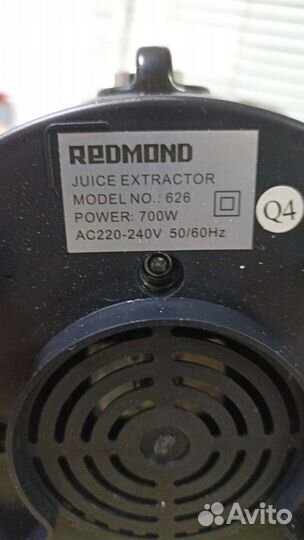 REDMOND
JUICE EXTRACTOR
MODEL NO.: 626
POWER: 700W
AC220-240V 50/60Hz
Q4
Avito